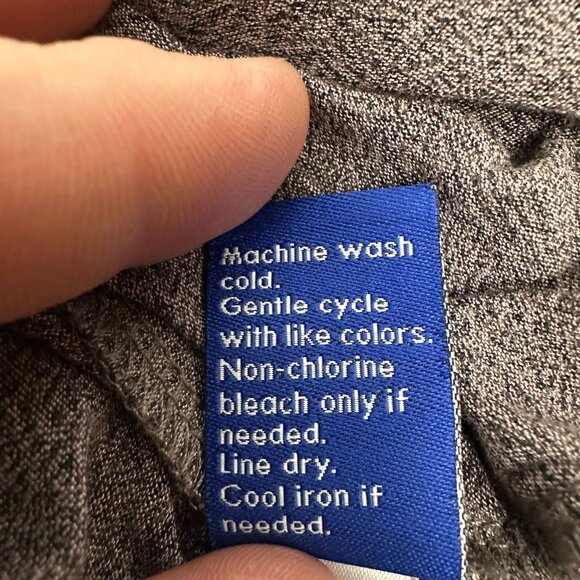 Machine wash
cold.
Gentle cycle
with like colors.
Non-chlorine
bleach only if
needed.
Line dry.
Cool iron if
needed.